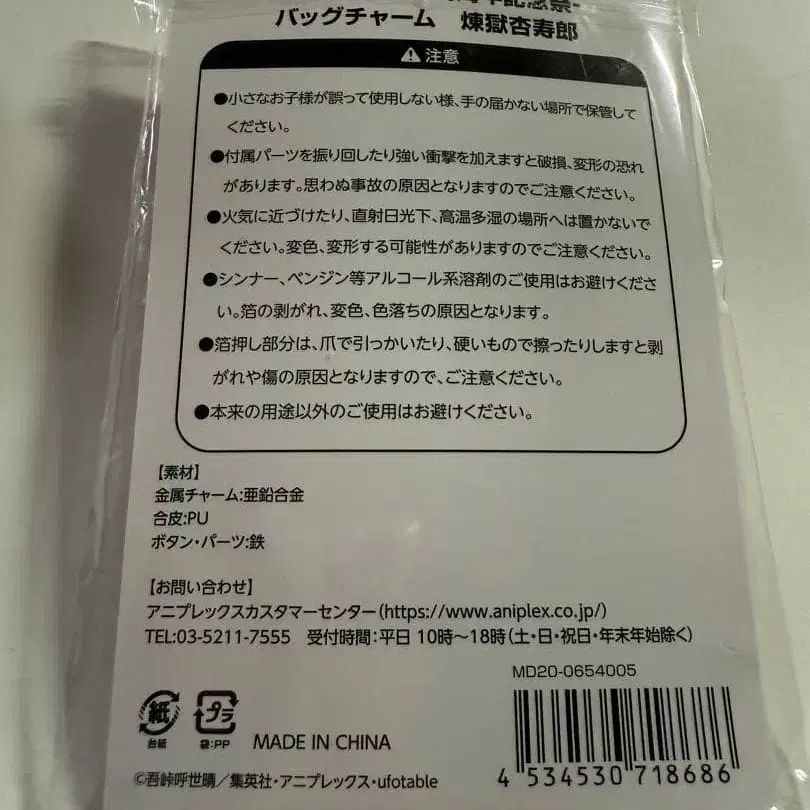 記念祭-
バッグチャーム 煉獄杏寿郎
注意
●小さなお子様が誤って使用しない様、手の届かない場所で保管して
ください。
●付属パーツを振り回したり強い衝撃を加えますと破損、変形の恐れ
があります。思わぬ事故の原因となりますのでご注意ください。
●火気に近づけたり、直射日光下、高温多湿の場所へは置かないで
ください。変色、変形する可能性がありますのでご注意ください。
●シンナー、ベンジン等アルコール系溶剤のご使用はお避けくださ
い。箔の剥がれ、変色、色落ちの原因となります。
●箔押し部分は、爪で引っかいたり、硬いもので擦ったりしますと剥
がれや傷の原因となりますので、ご注意ください。
●本来の用途以外のご使用はお避けください。
【素材】
金属チャーム:亜鉛合金
合皮:PU
ボタン・パーツ:鉄
【お問い合わせ】
アニプレックスカスタマーセンター(https://www.aniplex.co.jp/)
TEL:03-5211-7555 受付時間:平日 10時～18時(土・日・祝日・年末年始除く)
MD20-0654005
紙 プラ
台紙 袋:PP MADE IN CHINA
©吾峠呼世晴/集英社・アニプレックス・ufotable
4 534530 718686